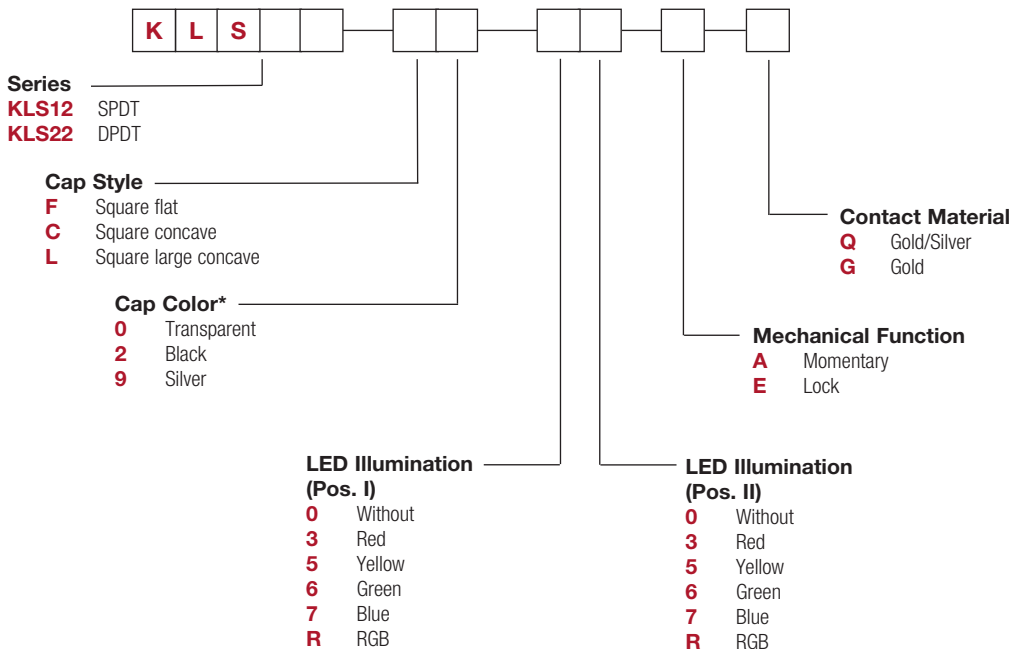 K L S
Series
KLS12 SPDT
KLS22 DPDT
Cap Style
F Square flat
C Square concave
L Square large concave
Cap Color*
0 Transparent
2 Black
9 Silver
LED Illumination
(Pos. I)
0 Without
3 Red
5 Yellow
6 Green
7 Blue
R RGB
LED Illumination
(Pos. II)
0 Without
3 Red
5 Yellow
6 Green
7 Blue
R RGB
Mechanical Function
A Momentary
E Lock
Contact Material
Q Gold/Silver
G Gold